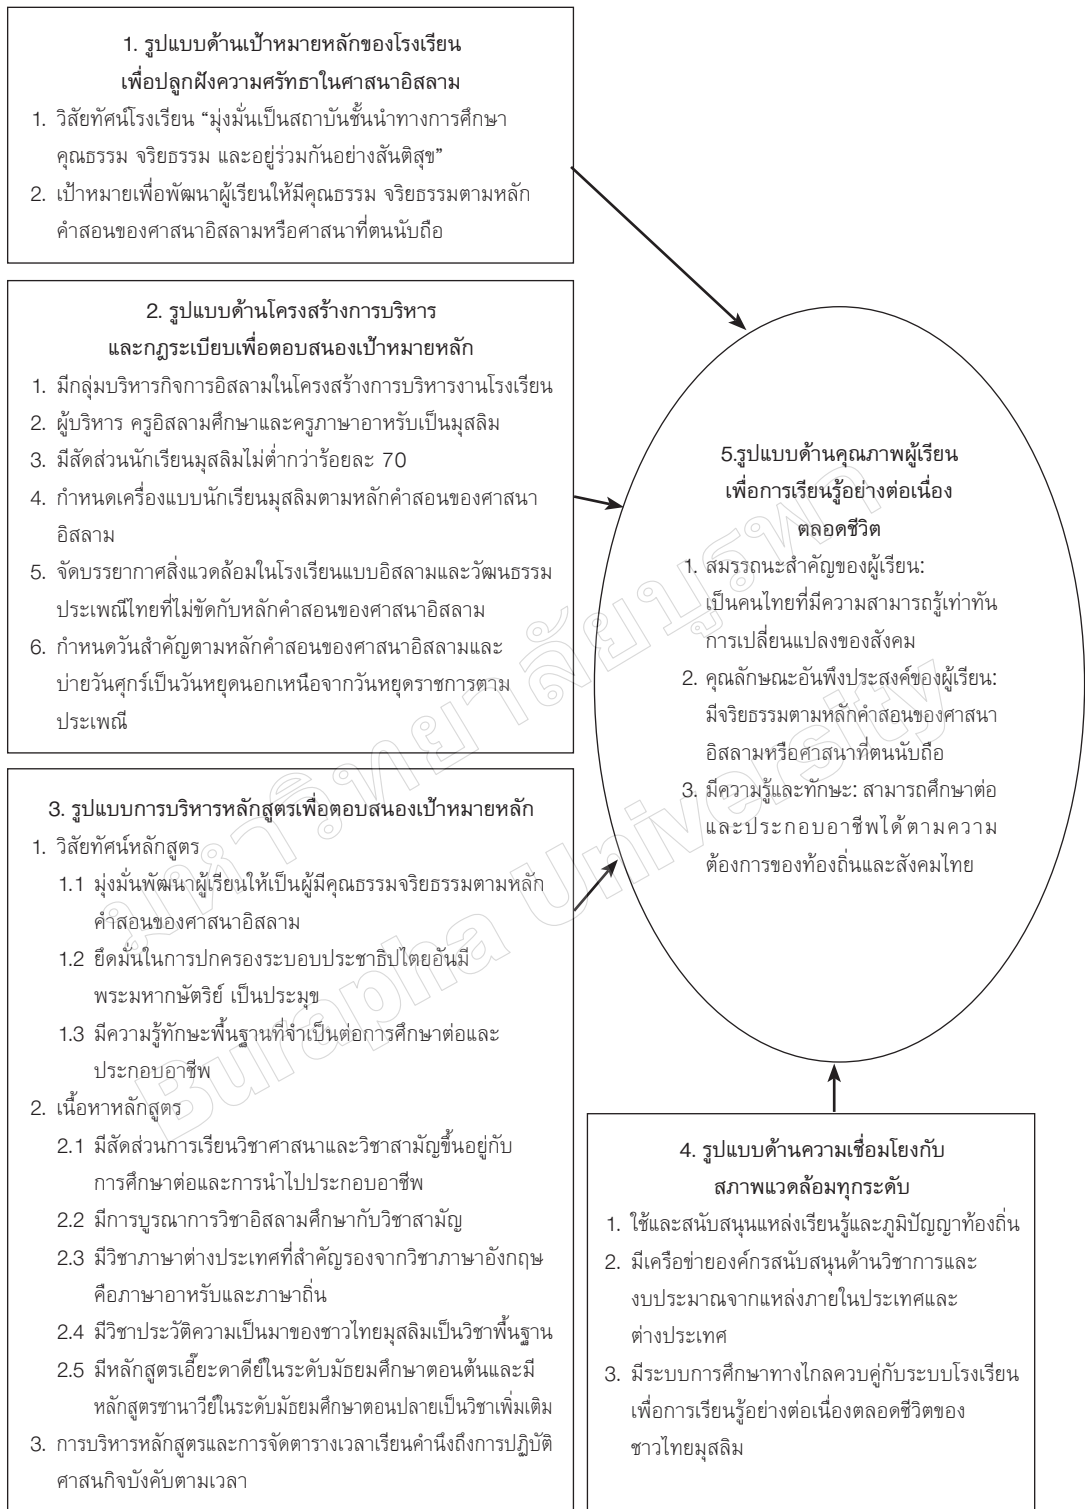 1. รูปแบบด้านเป้าหมายหลักของโรงเรียน
เพื่อปลูกฝังความศรัทธาในศาสนาอิสลาม
1. วิสัยทัศน์โรงเรียน “มุ่งมั่นเป็นสถาบันชั้นนำทางการศึกษา
คุณธรรม จริยธรรม และอยู่ร่วมกันอย่างสันติสุข”
2. เป้าหมายเพื่อพัฒนาผู้เรียนให้มีคุณธรรม จริยธรรมตามหลัก
คำสอนของศาสนาอิสลามหรือศาสนาที่ตนนับถือ
2. รูปแบบด้านโครงสร้างการบริหาร
และกฎระเบียบเพื่อตอบสนองเป้าหมายหลัก
1. มีกลุ่มบริหารกิจการอิสลามในโครงสร้างการบริหารงานโรงเรียน
2. ผู้บริหาร ครูอิสลามศึกษาและครูภาษาอาหรับเป็นมุสลิม
3. มีสัดส่วนนักเรียนมุสลิมไม่ต่ำกว่าร้อยละ 70
4. กำหนดเครื่องแบบนักเรียนมุสลิมตามหลักคำสอนของศาสนา
อิสลาม
5. จัดบรรยากาศสิ่งแวดล้อมในโรงเรียนแบบอิสลามและวัฒนธรรม
ประเพณีไทยที่ไม่ขัดกับหลักคำสอนของศาสนาอิสลาม
6. กำหนดวันสำคัญตามหลักคำสอนของศาสนาอิสลามและ
บ่ายวันศุกร์เป็นวันหยุดนอกเหนือจากวันหยุดราชการตาม
ประเพณี
3. รูปแบบการบริหารหลักสูตรเพื่อตอบสนองเป้าหมายหลัก
1. วิสัยทัศน์หลักสูตร
1.1 มุ่งมั่นพัฒนาผู้เรียนให้เป็นผู้มีคุณธรรมจริยธรรมตามหลัก
คำสอนของศาสนาอิสลาม
1.2 ยึดมั่นในการปกครองระบอบประชาธิปไตยอันมี
พระมหากษัตริย์ เป็นประมุข
1.3 มีความรู้ทักษะพื้นฐานที่จำเป็นต่อการศึกษาต่อและ
ประกอบอาชีพ
2. เนื้อหาหลักสูตร
2.1 มีสัดส่วนการเรียนวิชาศาสนาและวิชาสามัญขึ้นอยู่กับ
การศึกษาต่อและการนำไปประกอบอาชีพ
2.2 มีการบูรณาการวิชาอิสลามศึกษากับวิชาสามัญ
2.3 มีวิชาภาษาต่างประเทศที่สำคัญรองจากวิชาภาษาอังกฤษ
คือภาษาอาหรับและภาษาถิ่น
2.4 มีวิชาประวัติความเป็นมาของชาวไทยมุสลิมเป็นวิชาพื้นฐาน
2.5 มีหลักสูตรเอี๊ยะดาดีย์ในระดับมัธยมศึกษาตอนต้นและมี
หลักสูตรซานาวีย์ในระดับมัธยมศึกษาตอนปลายเป็นวิชาเพิ่มเติม
3. การบริหารหลักสูตรและการจัดตารางเวลาเรียนคำนึงถึงการปฏิบัติ
ศาสนกิจบังคับตามเวลา
4. รูปแบบด้านความเชื่อมโยงกับ
สภาพแวดล้อมทุกระดับ
1. ใช้และสนับสนุนแหล่งเรียนรู้และภูมิปัญญาท้องถิ่น
2. มีเครือข่ายองค์กรสนับสนุนด้านวิชาการและ
งบประมาณจากแหล่งภายในประเทศและ
ต่างประเทศ
3. มีระบบการศึกษาทางไกลควบคู่กับระบบโรงเรียน
เพื่อการเรียนรู้อย่างต่อเนื่องตลอดชีวิตของ
ชาวไทยมุสลิม
5.รูปแบบด้านคุณภาพผู้เรียน
เพื่อการเรียนรู้อย่างต่อเนื่อง
ตลอดชีวิต
1. สมรรถนะสำคัญของผู้เรียน:
เป็นคนไทยที่มีความสามารถรู้เท่าทัน
การเปลี่ยนแปลงของสังคม
2. คุณลักษณะอันพึงประสงค์ของผู้เรียน:
มีจริยธรรมตามหลักคำสอนของศาสนา
อิสลามหรือศาสนาที่ตนนับถือ
3. มีความรู้และทักษะ: สามารถศึกษาต่อ
และประกอบอาชีพได้ตามความ
ต้องการของท้องถิ่นและสังคมไทย
มหาวิทยาลัยบูรพา
Burapha University